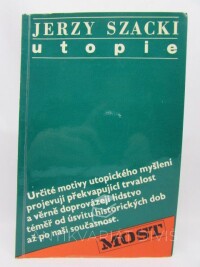 JERZY SZACKI
utopie
Určité motivy utopického myšlení
projevují překvapující trvalost
a věrně doprovázejí lidstvo
téměř od úsvitu historických dob
až po naši současnost.
MOST